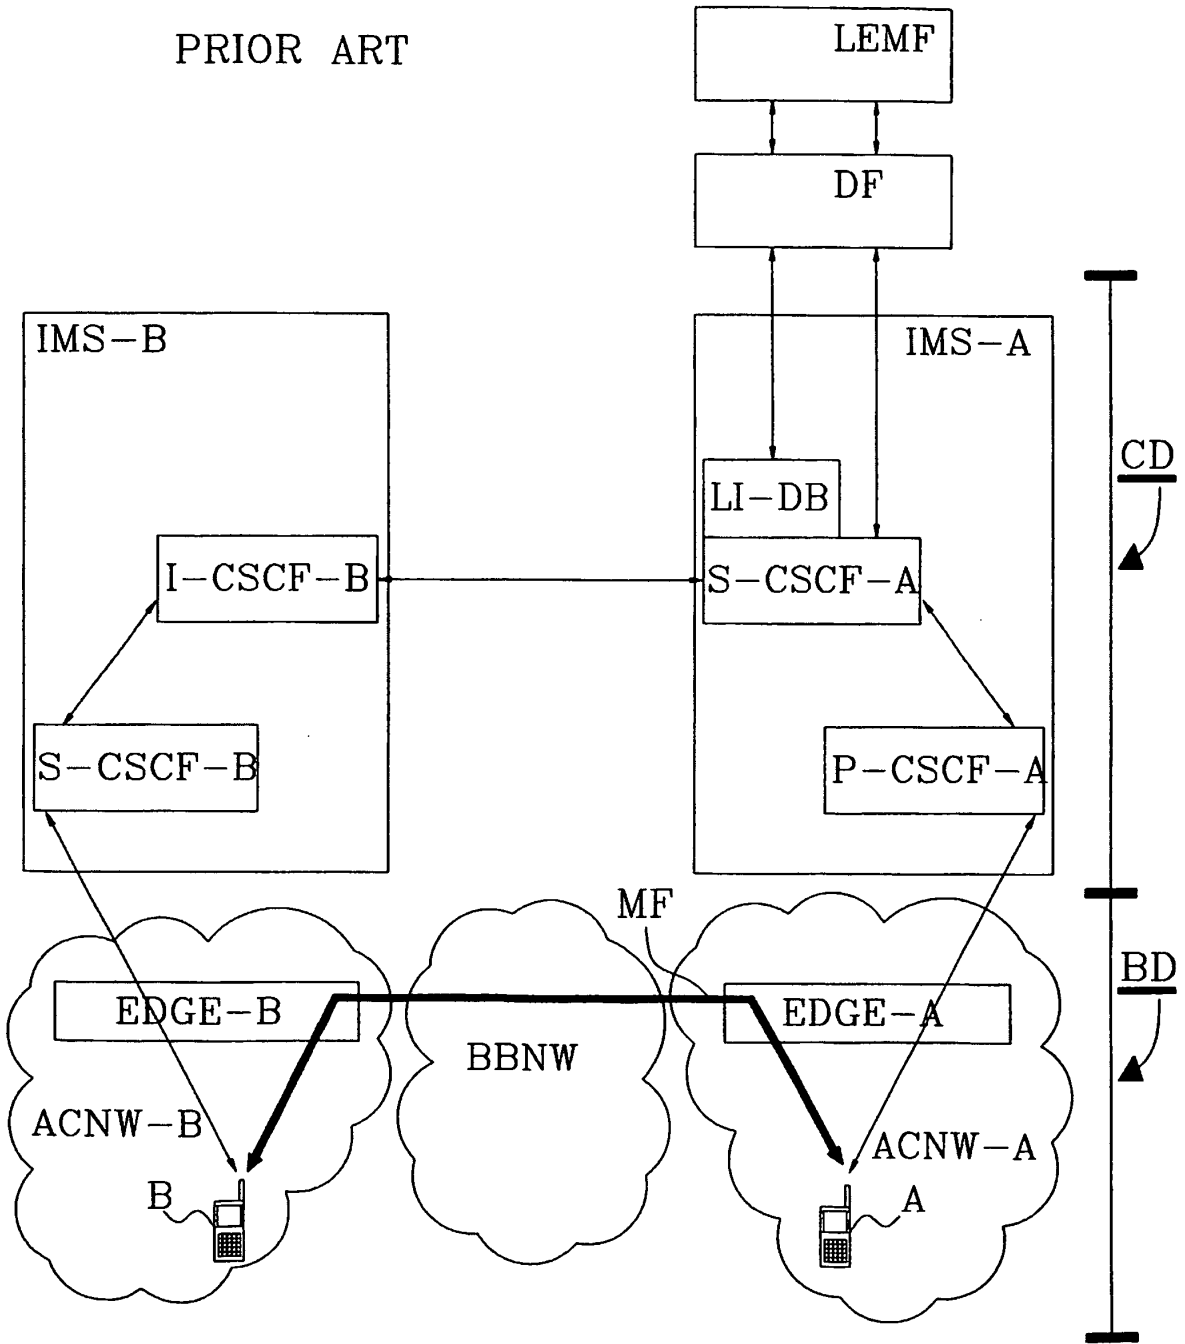 PRIOR ART
LEMF
DF
IMS-B
IMS-A
CD
LI-DB
I-CSCF-B
S-CSCF-A
S-CSCF-B
P-CSCF-A
MF
BD
EDGE-B
EDGE-A
BBNW
ACNW-B
ACNW-A
B
A